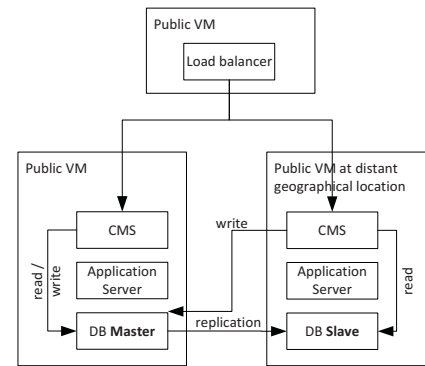 Public VM
Load balancer
Public VM
Public VM at distant
geographical location
CMS
write
CMS
read /
write
Application
Server
Application
Server
read
DB Master
replication
DB Slave